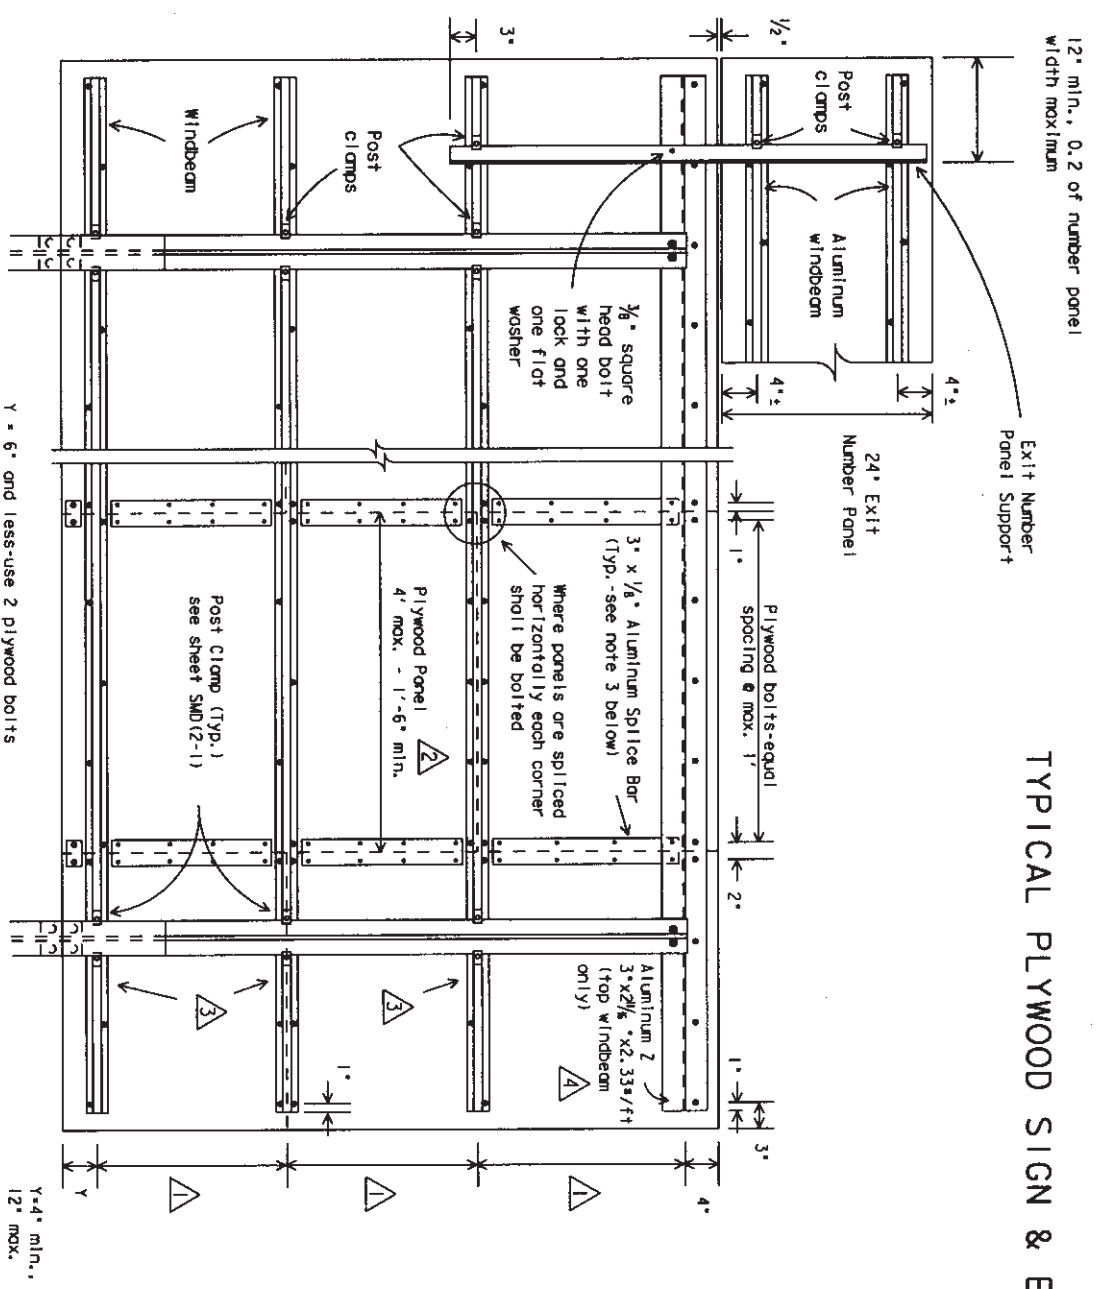 TYPICAL PLYWOOD SIGN & E
12" min., 0.2 of number panel
width maximum
Exit Number
Panel Support
24" Exit
Number Panel
4"±
4"±
1/2"
3"
Post
clamps
Aluminum
windbeam
3/8" square
head bolt
with one
lock and
one flat
washer
Post
clamps
Windbeam
Plywood bolts-equal
spacing @ max. 1'
1"
2"
1"
3"
3" x 1/8" Aluminum Splice Bar
(Typ.-see note 3 below)
Where panels are spliced
horizontally each corner
shall be bolted
Plywood Panel
4' max. - 1'-6" min.
2
Post Clamp (Typ.)
see sheet SMD(2-1)
Aluminum Z
(top windbeam
only)
4
3
3
1"
4"
1
1
1
Y
Y=4" min.,
12" max.
Y = 6" and less-use 2 plywood bolts